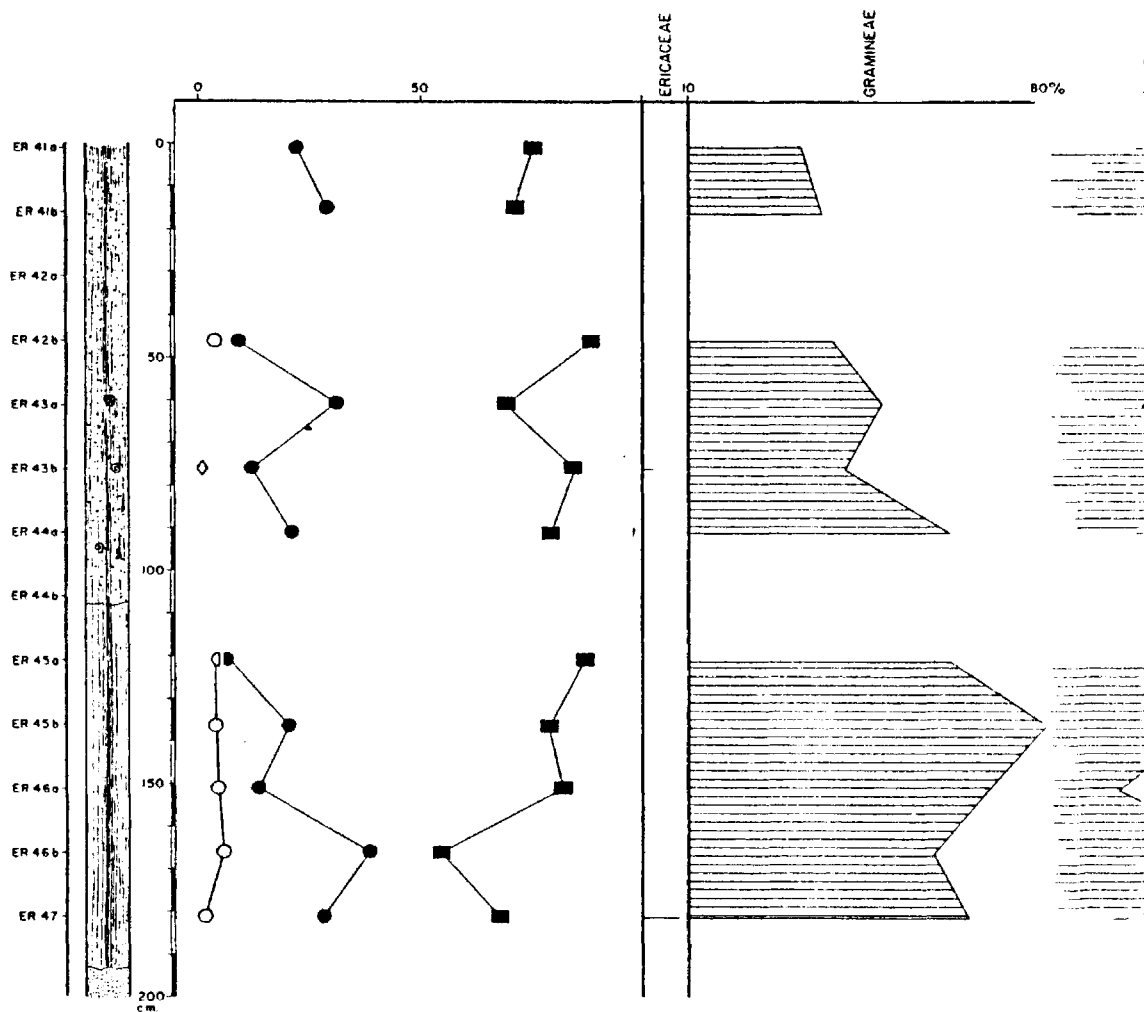 ERICACEAE
GRAMINEAE
0
50
10
80%
ER 41a
0
ER 41b
ER 42a
ER 42b
50
ER 43a
ER 43b
ER 44a
100
ER 44b
ER 45a
ER 45b
ER 46a
150
ER 46b
ER 47
200
cm.